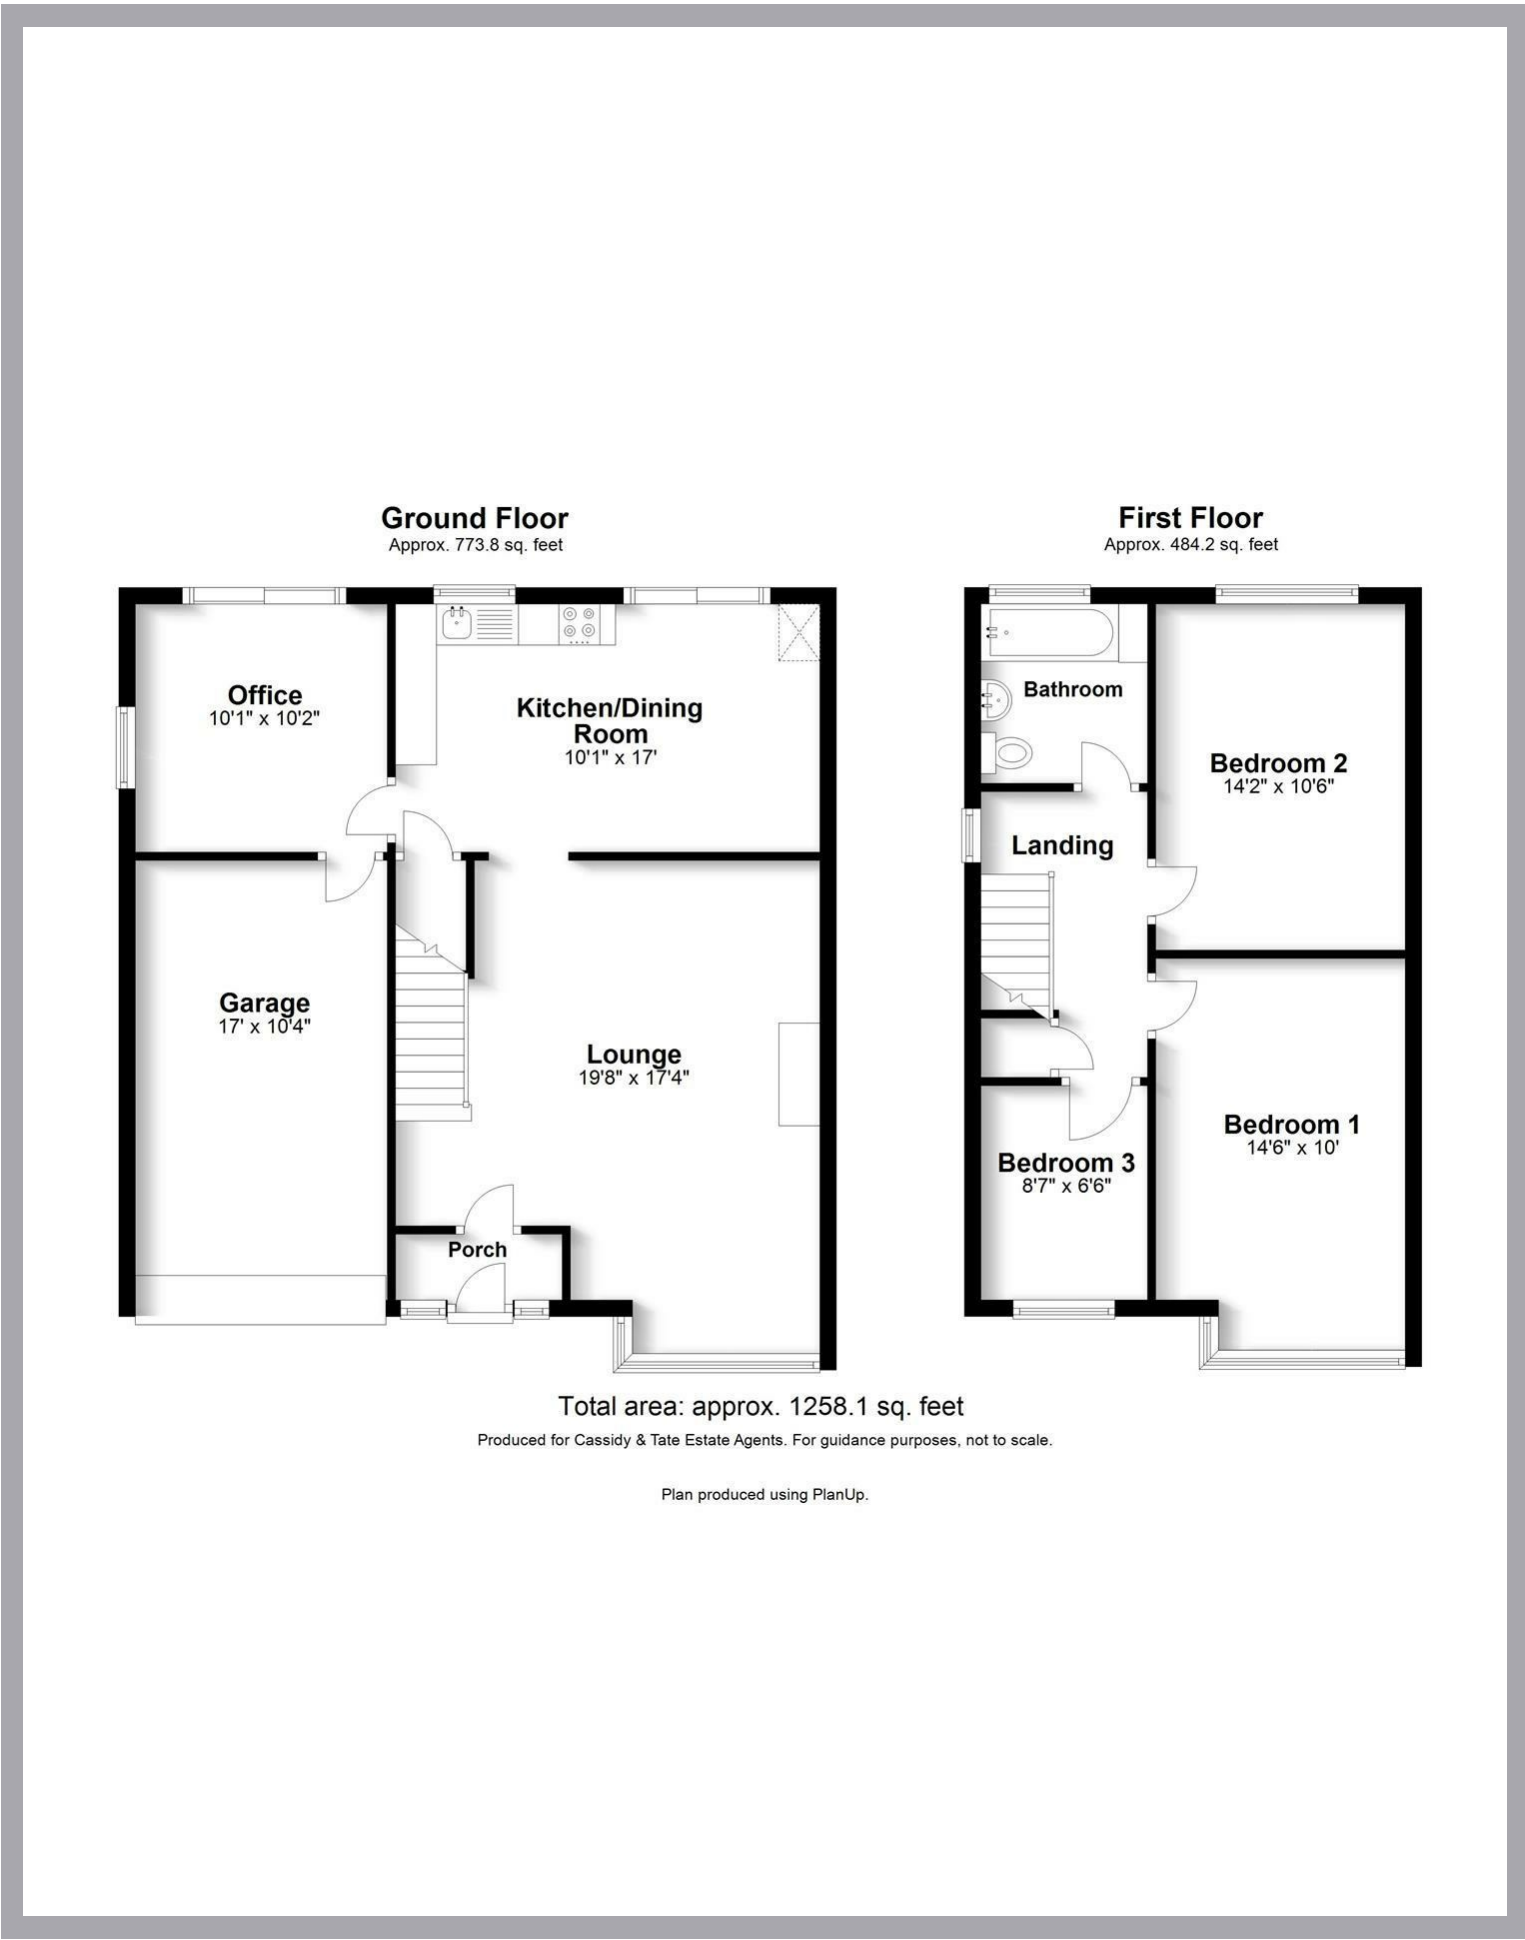 Ground Floor
Approx. 773.8 sq. feet
Office
10'1" x 10'2"
Kitchen/Dining
Room
10'1" x 17'
Garage
17' x 10'4"
Lounge
19'8" x 17'4"
Porch
First Floor
Approx. 484.2 sq. feet
Bathroom
Bedroom 2
14'2" x 10'6"
Landing
Bedroom 1
14'6" x 10'
Bedroom 3
8'7" x 6'6"
Total area: approx. 1258.1 sq. feet
Produced for Cassidy & Tate Estate Agents. For guidance purposes, not to scale.
Plan produced using PlanUp.